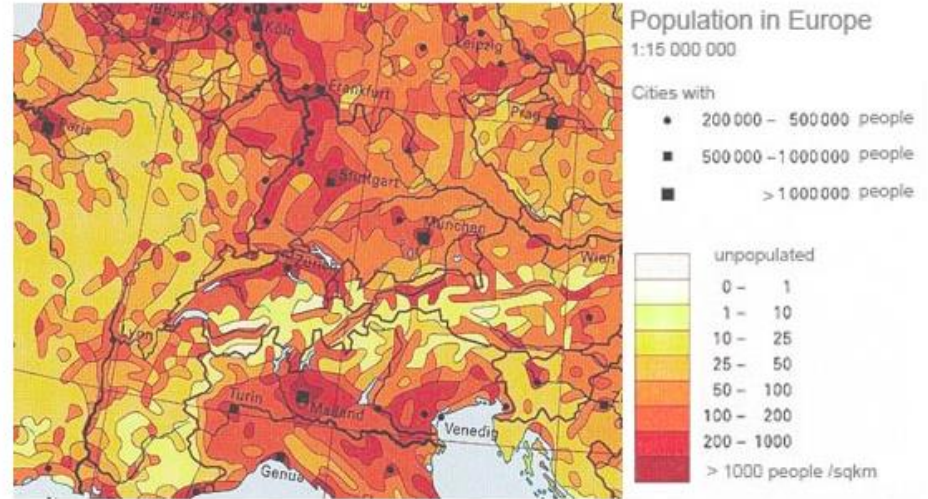 Population in Europe
1:15 000 000
Cities with
200 000 – 500 000 people
500 000 – 1 000 000 people
> 1 000 000 people
unpopulated
0 – 1
1 – 10
10 – 25
25 – 50
50 – 100
100 – 200
200 – 1000
> 1000 people /sqkm
Köln
Leipzig
Frankfurt
Prag
Paris
Stuttgart
München
Wien
Zürich
Lyon
Turin
Mailand
Venedig
Genua